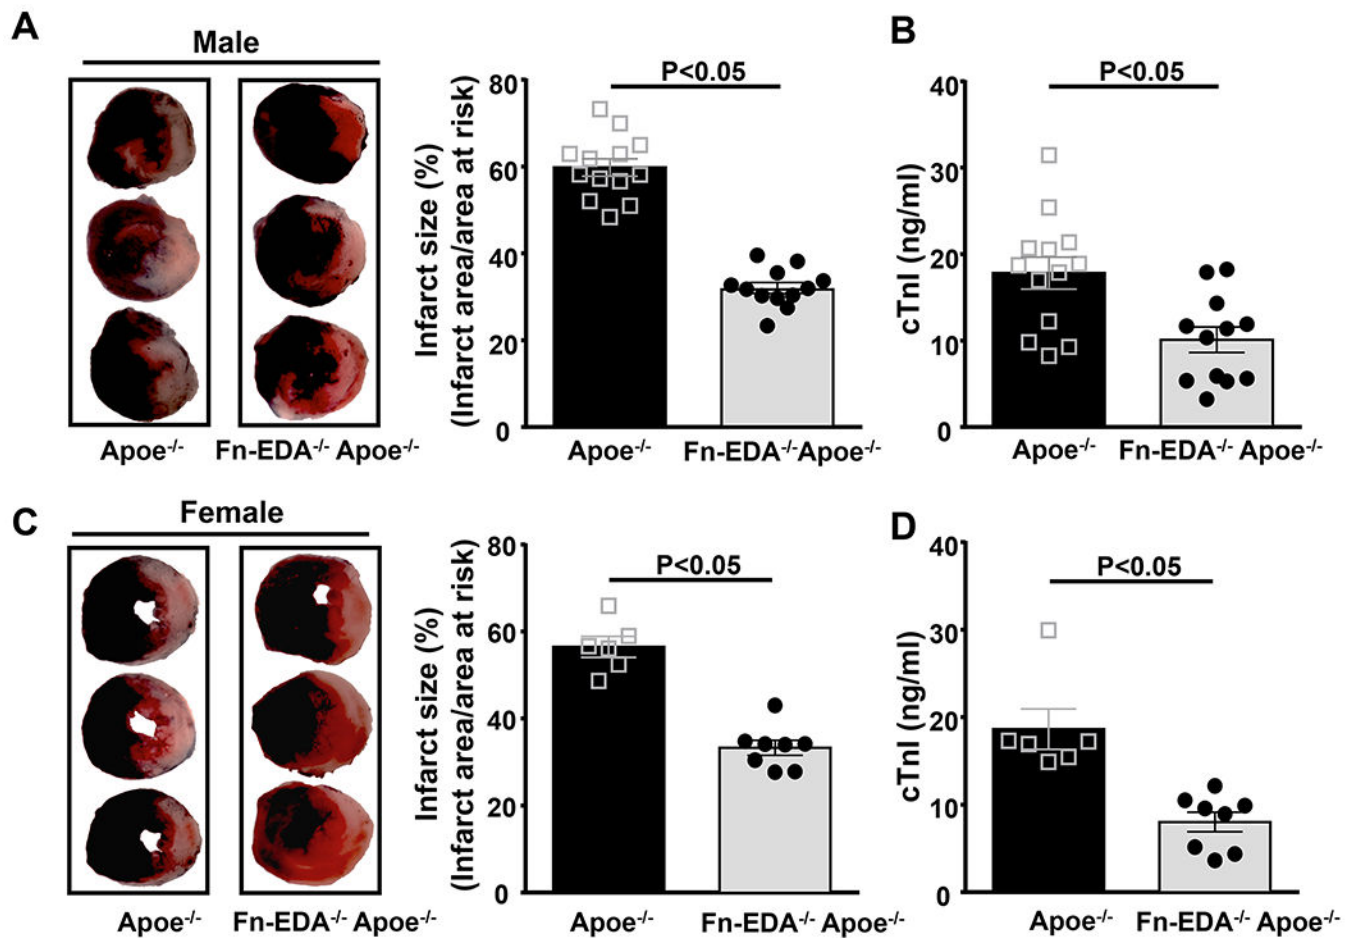 A
Male
Apoe-/-
Fn-EDA-/- Apoe-/-
Infarct size (%)
(Infarct area/area at risk)
80
60
40
20
0
P<0.05
Apoe-/-
Fn-EDA-/-Apoe-/-
B
cTnI (ng/ml)
40
30
20
10
0
P<0.05
Apoe-/-
Fn-EDA-/- Apoe-/-
C
Female
Apoe-/-
Fn-EDA-/- Apoe-/-
Infarct size (%)
(Infarct area/area at risk)
80
60
40
20
0
P<0.05
Apoe-/-
Fn-EDA-/- Apoe-/-
D
cTnI (ng/ml)
40
30
20
10
0
P<0.05
Apoe-/-
Fn-EDA-/- Apoe-/-